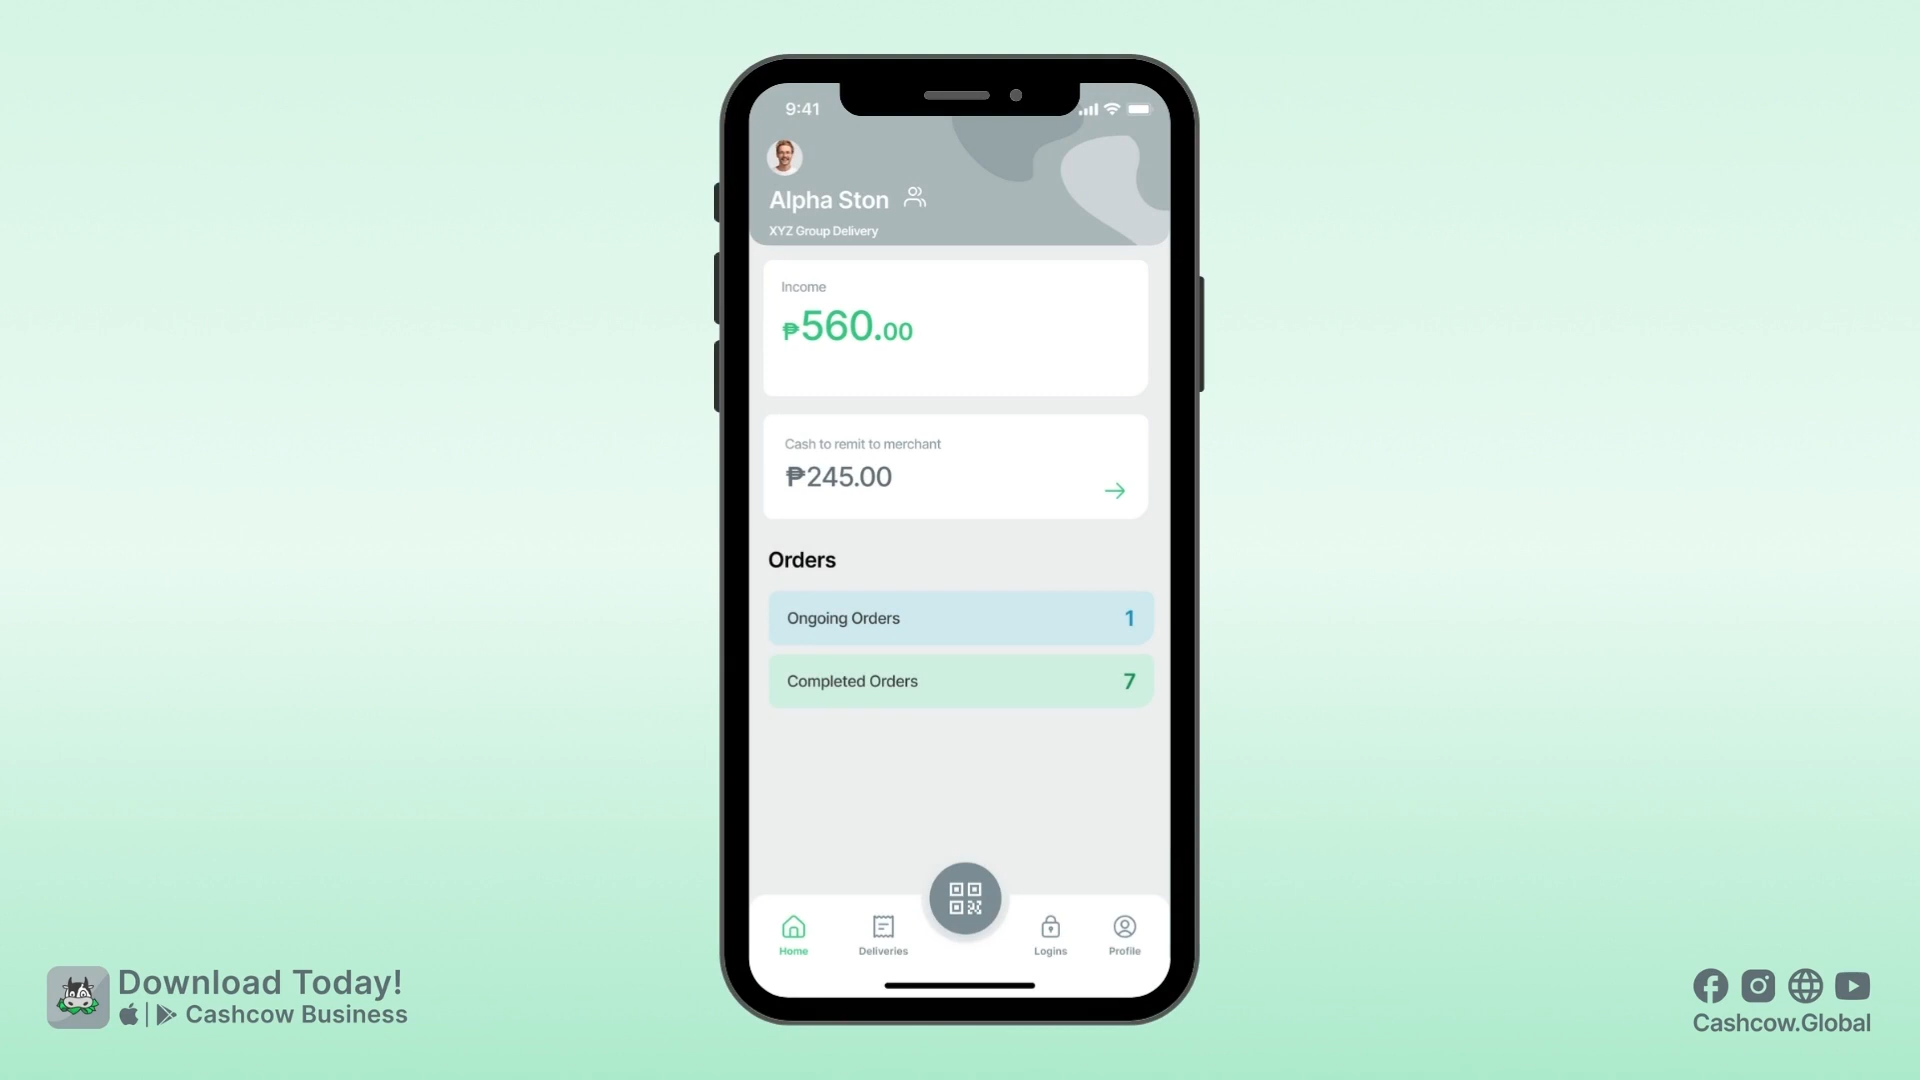 9:41
Alpha Ston
XYZ Group Delivery
Income
₱560.00
Cash to remit to merchant
₱245.00
Orders
Ongoing Orders 1
Completed Orders 7
Home Deliveries Logins Profile
Download Today!
Cashcow Business
Cashcow.Global